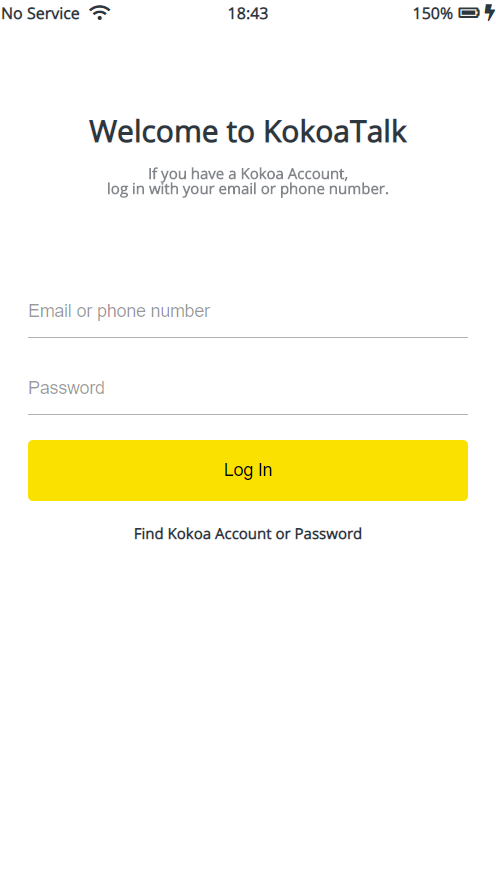 No Service 18:43 150%
Welcome to KokoaTalk
If you have a Kokoa Account,
log in with your email or phone number.
Email or phone number
Password
Log In
Find Kokoa Account or Password